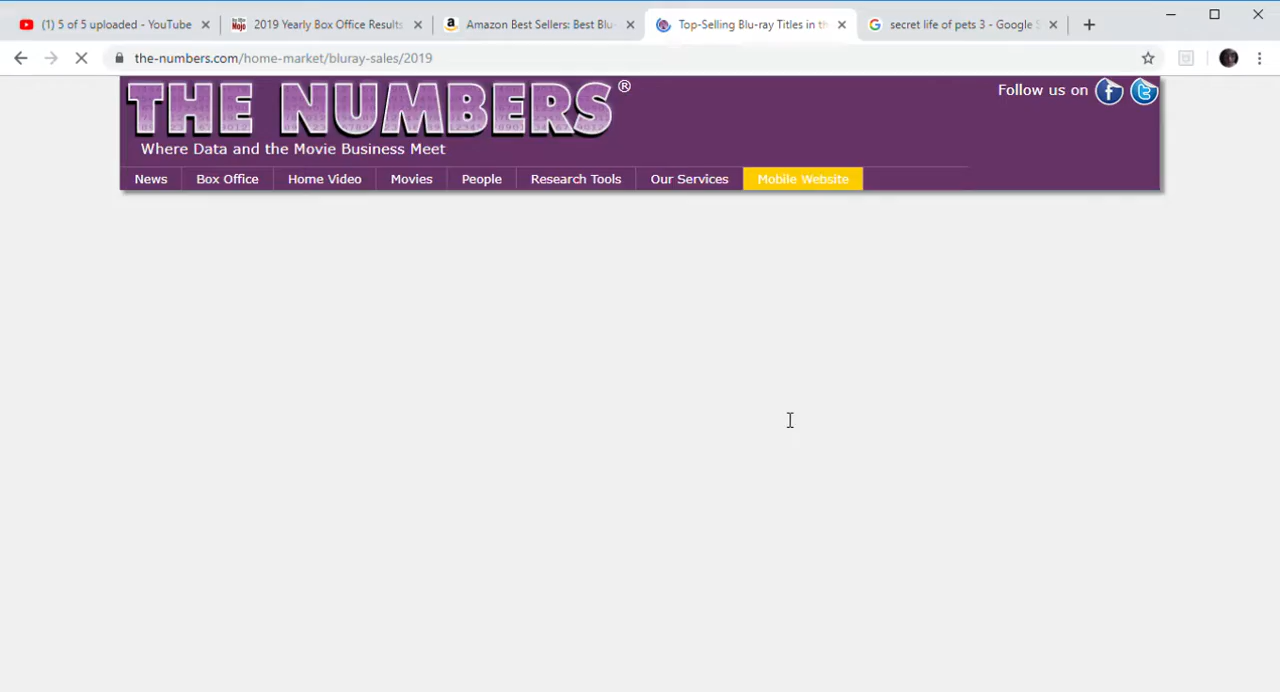 (1) 5 of 5 uploaded - YouTube
2019 Yearly Box Office Results
Amazon Best Sellers: Best Blu-
Top-Selling Blu-ray Titles in th
secret life of pets 3 - Google S
the-numbers.com/home-market/bluray-sales/2019
THE NUMBERS®
Follow us on
Where Data and the Movie Business Meet
News Box Office Home Video Movies People Research Tools Our Services Mobile Website